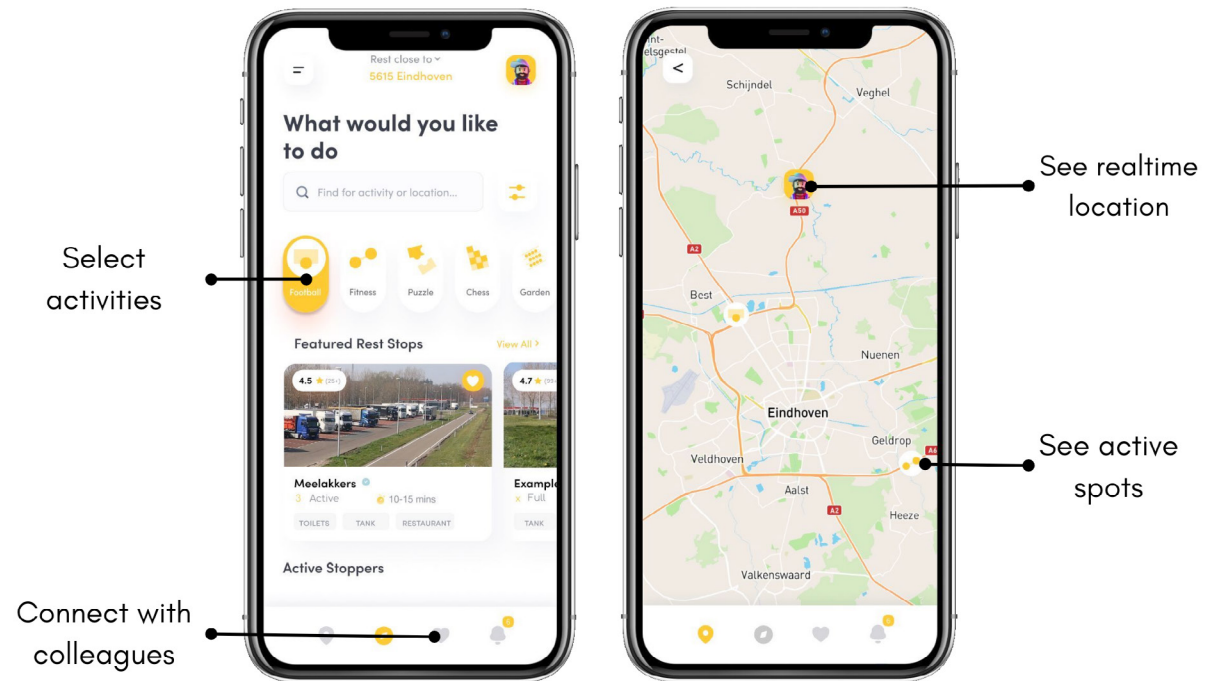 Rest close to
5615 Eindhoven
What would you like
to do
Find for activity or location...
Football
Fitness
Puzzle
Chess
Garden
Featured Rest Stops
View All >
4.5 ★ (25+)
4.7 ★
Meelakkers
3 Active
10-15 mins
TOILETS
TANK
RESTAURANT
Example
x Full
TANK
Active Stoppers
Select
activities
Connect with
colleagues
elsgestel
<
Schijndel
Veghel
A50
A2
Best
Nuenen
Eindhoven
Geldrop
A6
Veldhoven
Aalst
A2
Heeze
Valkenswaard
See realtime
location
See active
spots